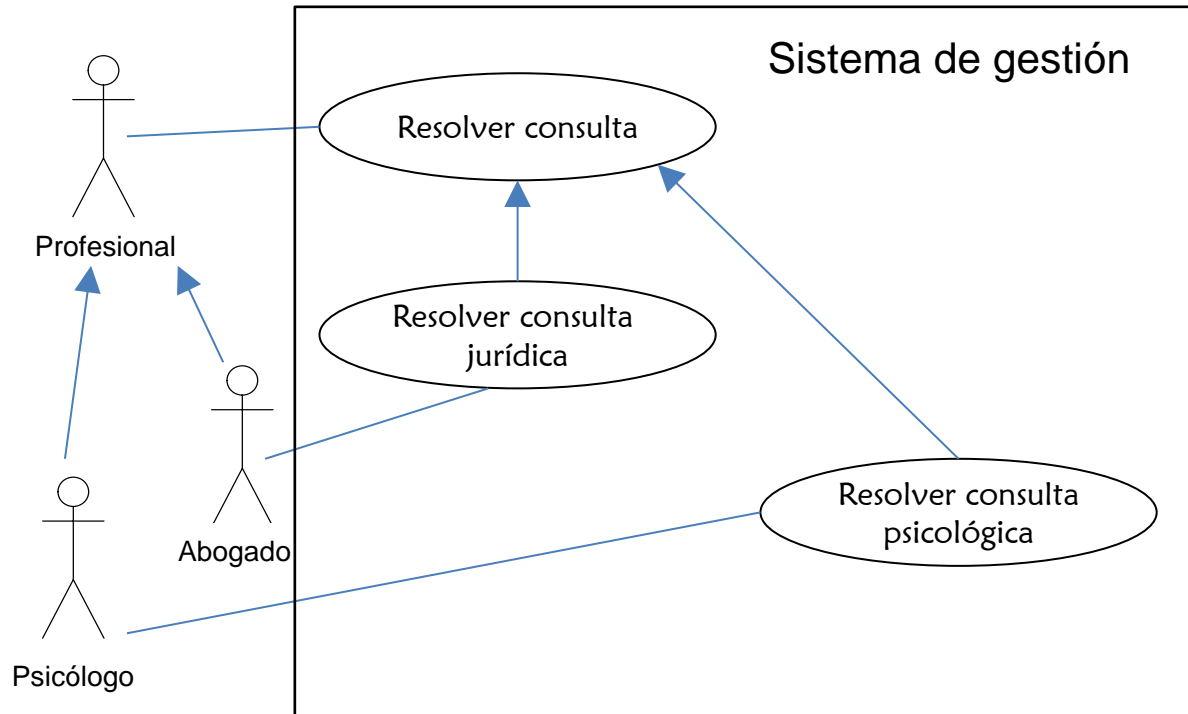 Sistema de gestión
Resolver consulta
Profesional
Resolver consulta
jurídica
Resolver consulta
psicológica
Abogado
Psicólogo